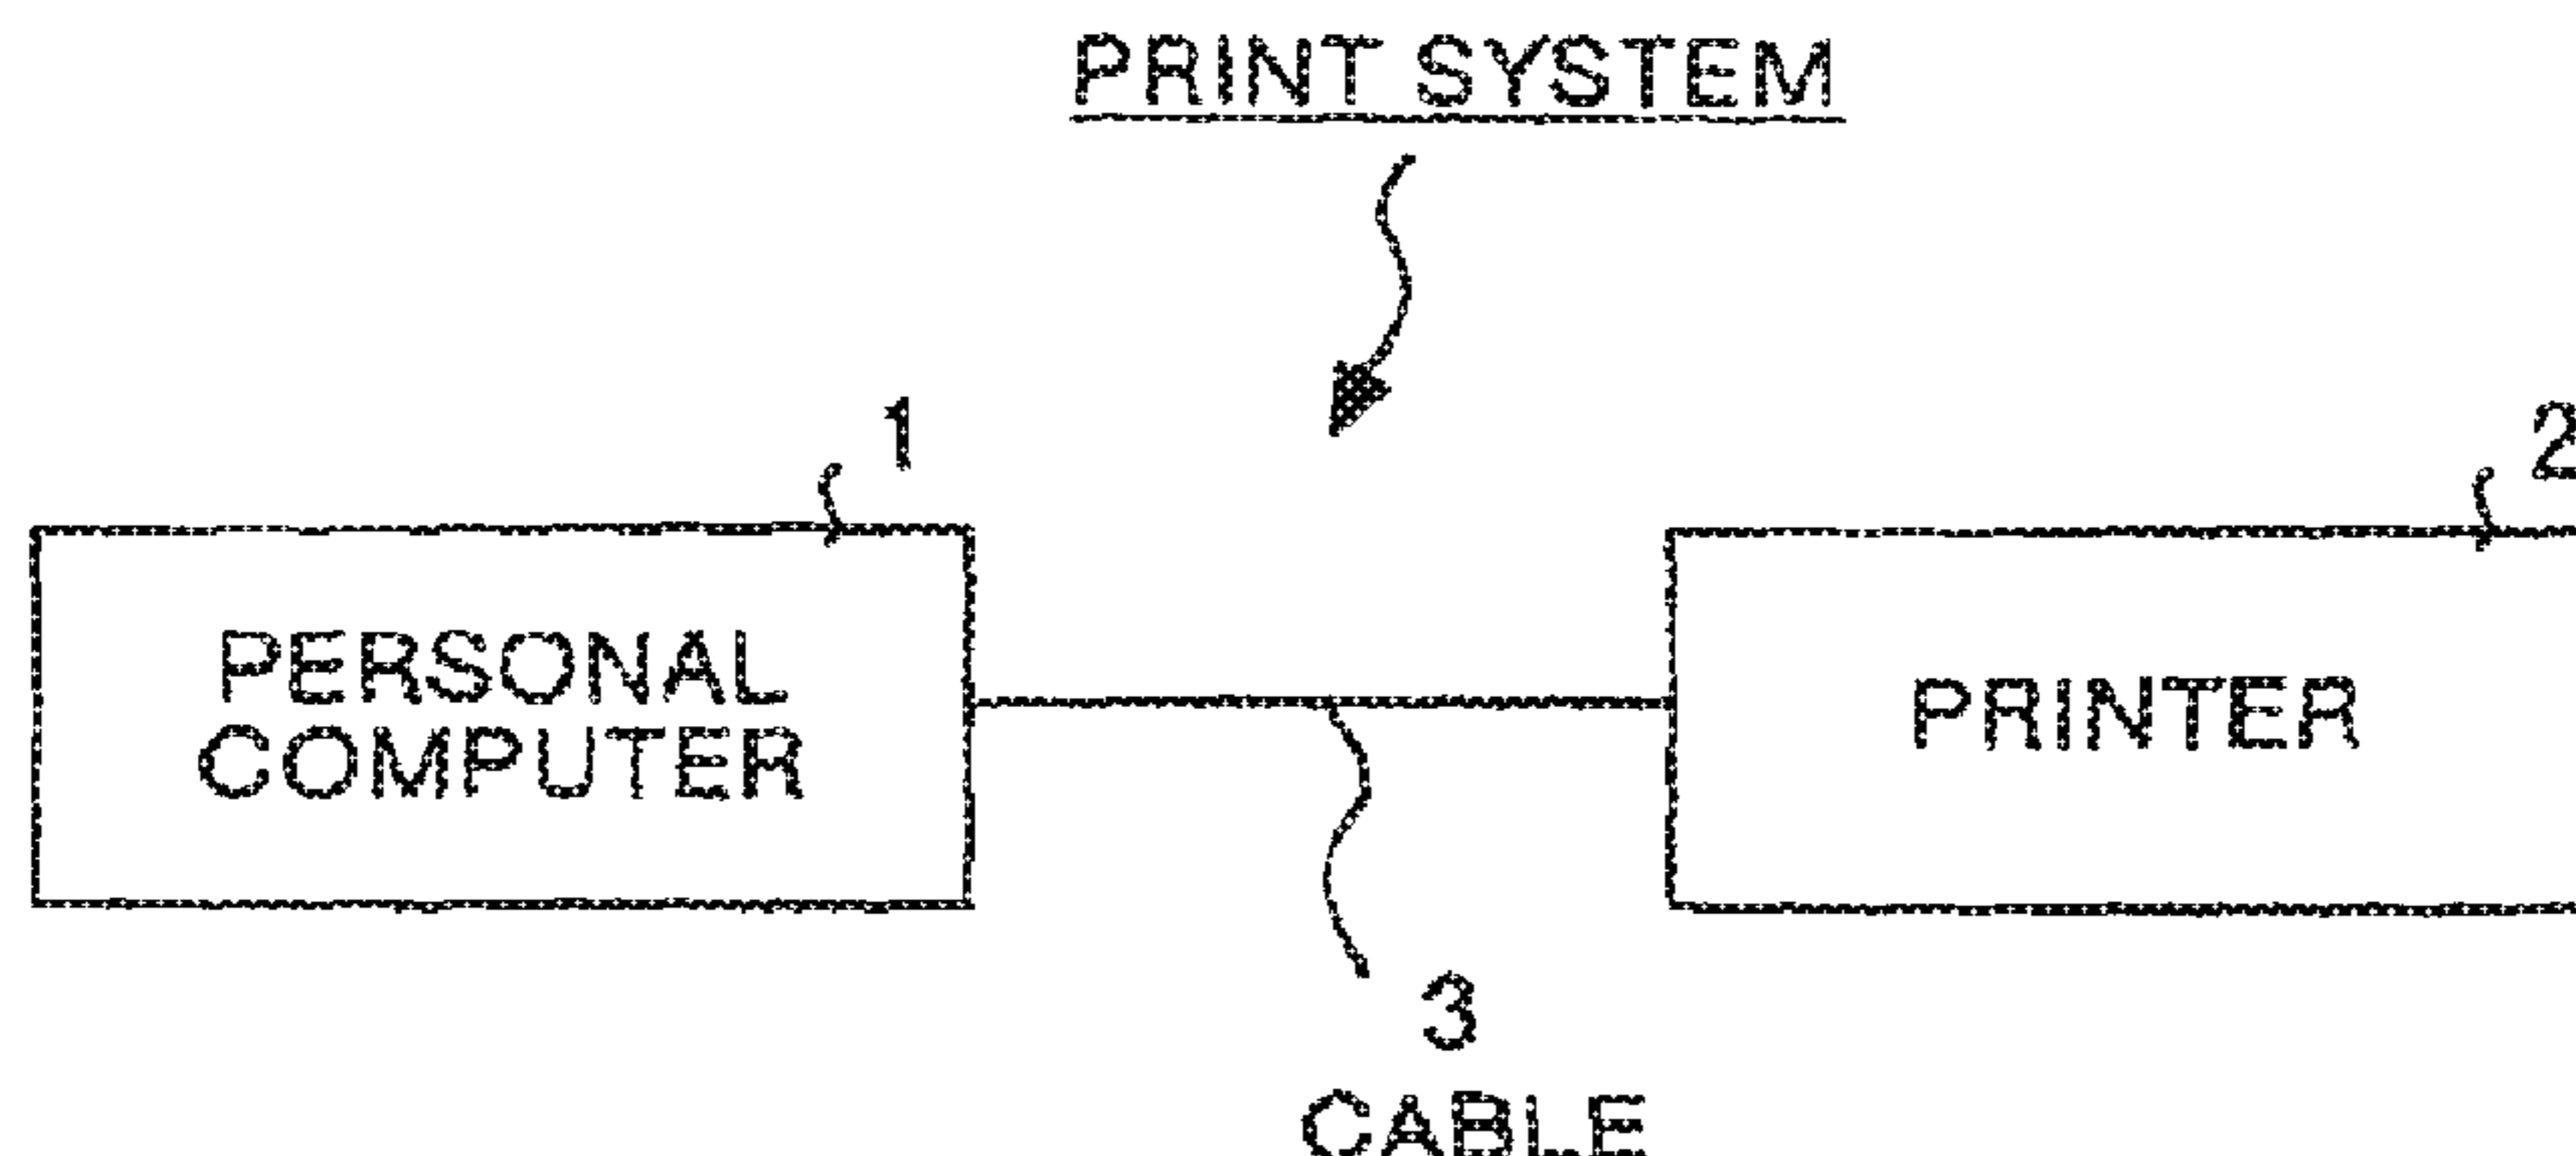 PRINT SYSTEM
1
2
PERSONAL
COMPUTER
PRINTER
3
CABLE